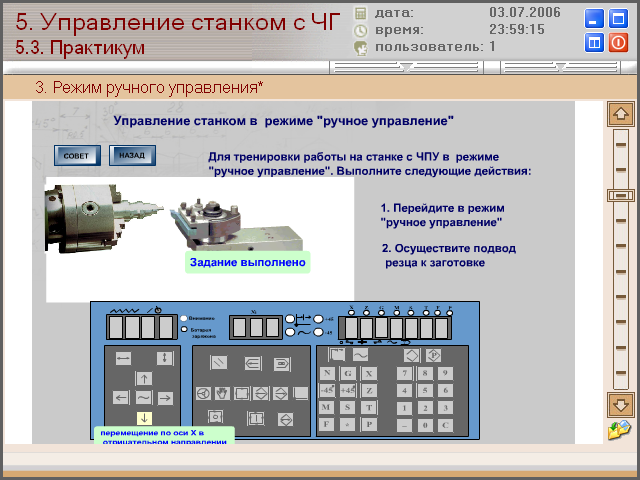 5. Управление станком с ЧГ
5.3. Практикум
дата: 03.07.2006
время: 23:59:15
пользователь: 1
3. Режим ручного управления*
Управление станком в режиме "ручное управление"
СОВЕТ
НАЗАД
Для тренировки работы на станке с ЧПУ в режиме
"ручное управление". Выполните следующие действия:
1. Перейдите в режим
"ручное управление"
2. Осуществите подвод
резца к заготовке
Задание выполнено
Внимание
Батарея
X Z G M S T F P
+45
-45
N G X 7 8 9
-45° +45° Z 4 5 6
M S T 1 2 3
F * P – 0 C
перемещение по оси X в
отрицательном направлении